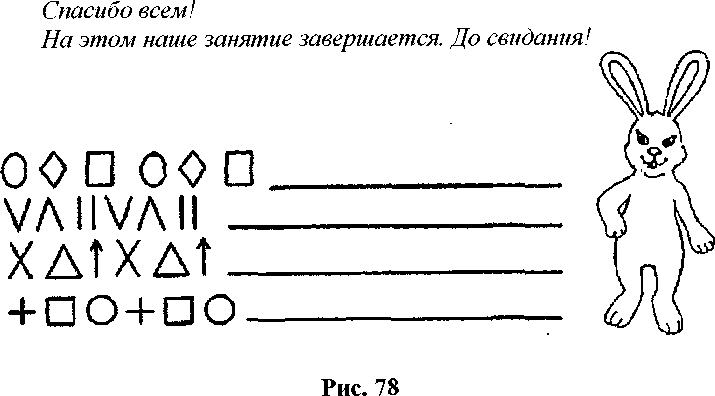 Спасибо всем!
На этом наше занятие завершается. До свидания!
Рис. 78